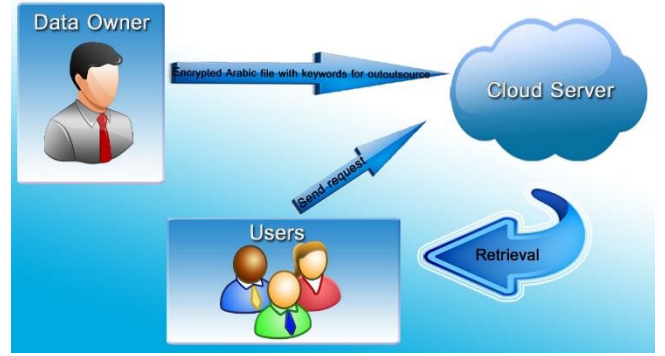 Data Owner
Encrypted Arabic file with keywords for outoutsource
Cloud Server
Send request
Users
Retrieval